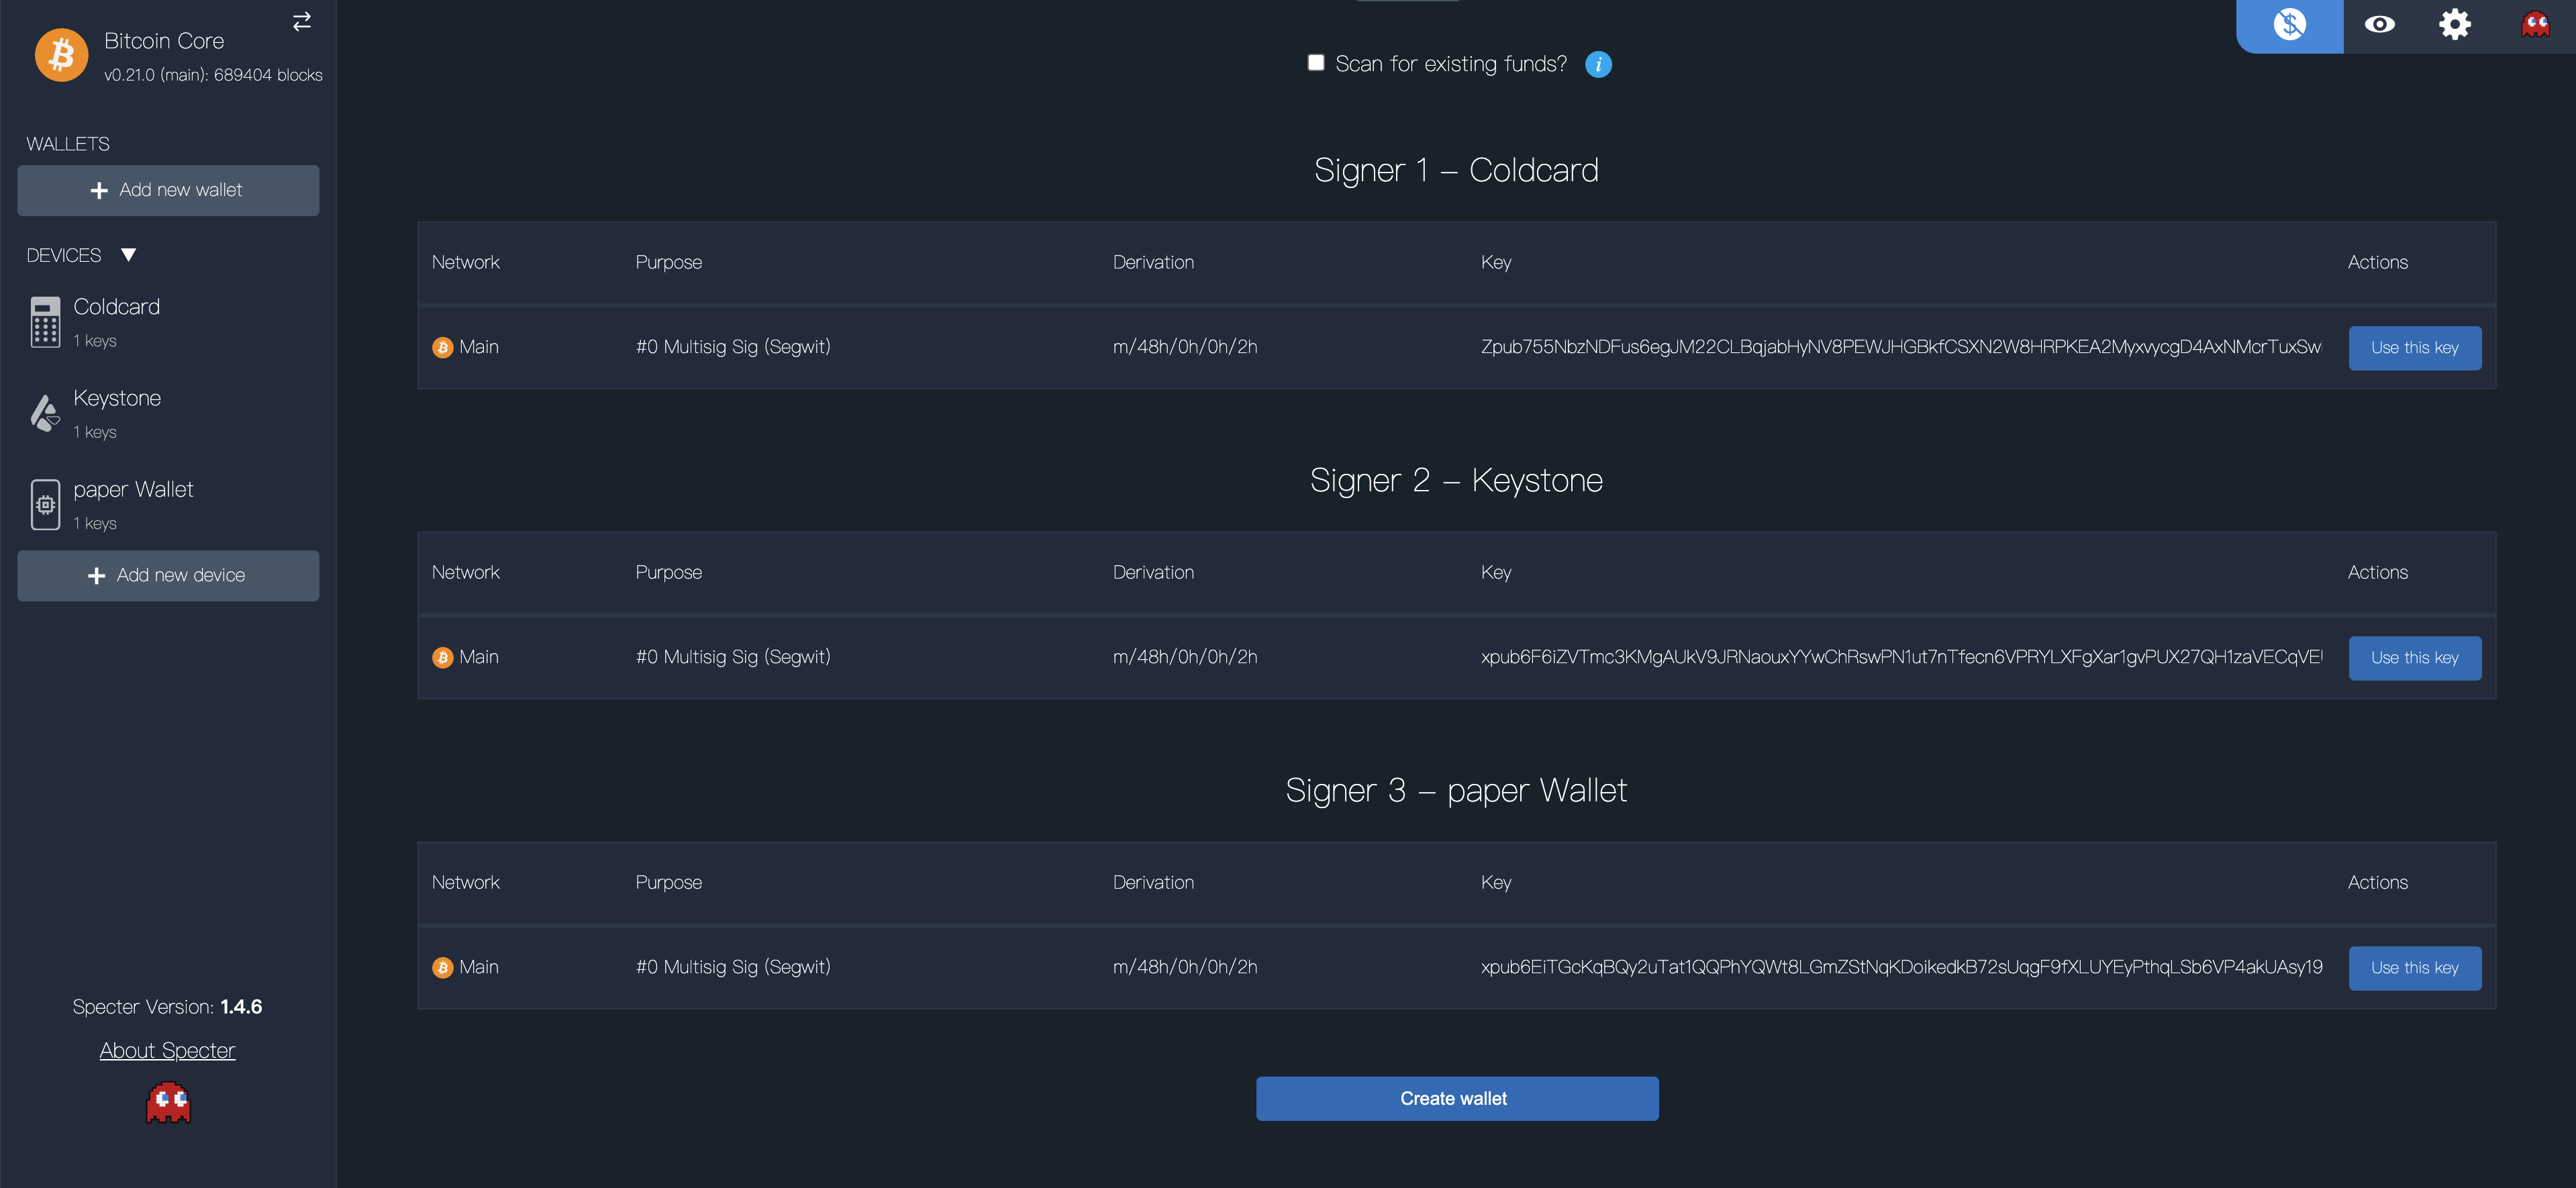 Bitcoin Core
v0.21.0 (main): 689404 blocks
WALLETS
+ Add new wallet
DEVICES ▼
Coldcard
1 keys
Keystone
1 keys
paper Wallet
1 keys
+ Add new device
Specter Version: 1.4.6
About Specter
Scan for existing funds? i
Signer 1 – Coldcard
Network Purpose Derivation Key Actions
Main #0 Multisig Sig (Segwit) m/48h/0h/0h/2h Zpub755NbzNDFus6egJM22CLBqjabHyNV8PEWJHGBkfCSXN2W8HRPKEA2MyxvycgD4AxNMcrTuxSw Use this key
Signer 2 – Keystone
Network Purpose Derivation Key Actions
Main #0 Multisig Sig (Segwit) m/48h/0h/0h/2h xpub6F6iZVTmc3KMgAUkV9JRNaouxYYwChRswPN1ut7nTfecn6VPRYLXFgXar1gvPUX27QH1zaVECqVE Use this key
Signer 3 – paper Wallet
Network Purpose Derivation Key Actions
Main #0 Multisig Sig (Segwit) m/48h/0h/0h/2h xpub6EiTGcKqBQy2uTat1QQPhYQWt8LGmZStNqKDoikedkB72sUqgF9fXLUYEyPthqLSb6VP4akUAsy19 Use this key
Create wallet